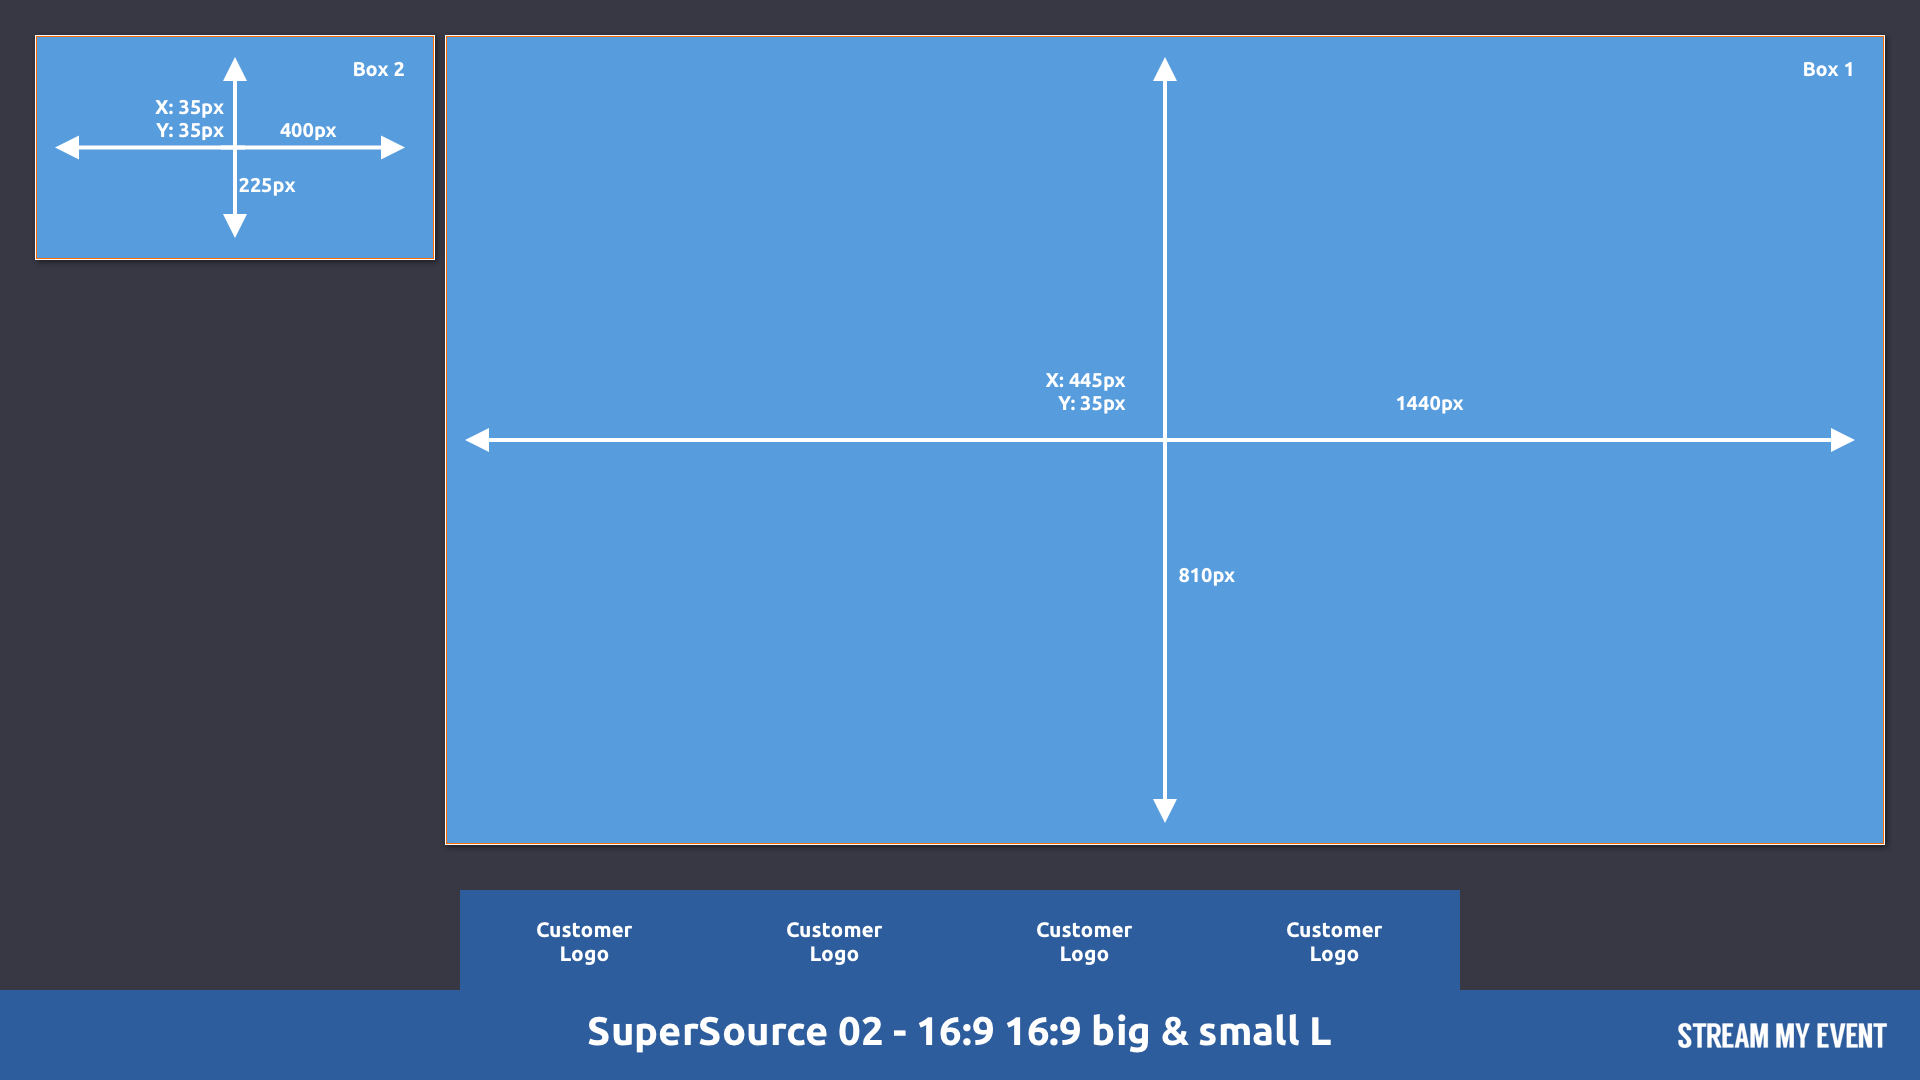 Box 2
X: 35px
Y: 35px
400px
225px
Box 1
X: 445px
Y: 35px
1440px
810px
Customer
Logo
Customer
Logo
Customer
Logo
Customer
Logo
SuperSource 02 - 16:9 16:9 big & small L
STREAM MY EVENT